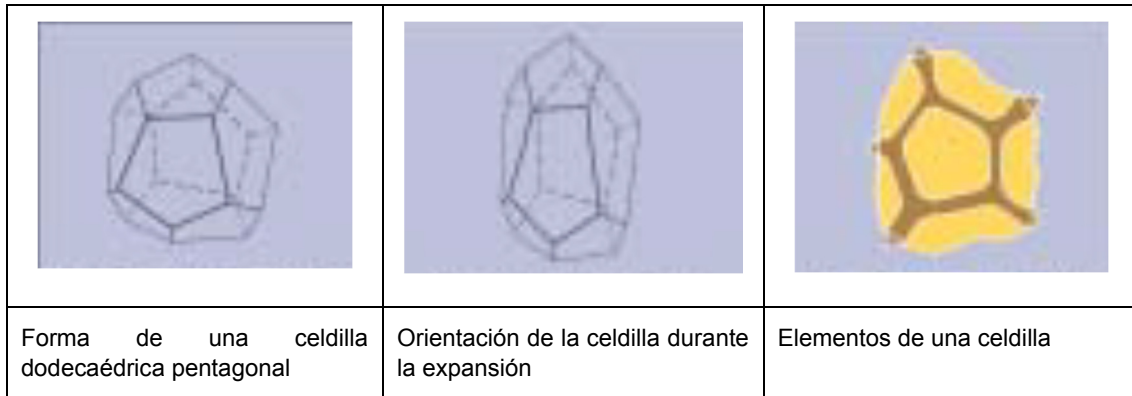 Forma de una celdilla
dodecaédrica pentagonal
Orientación de la celdilla durante
la expansión
Elementos de una celdilla